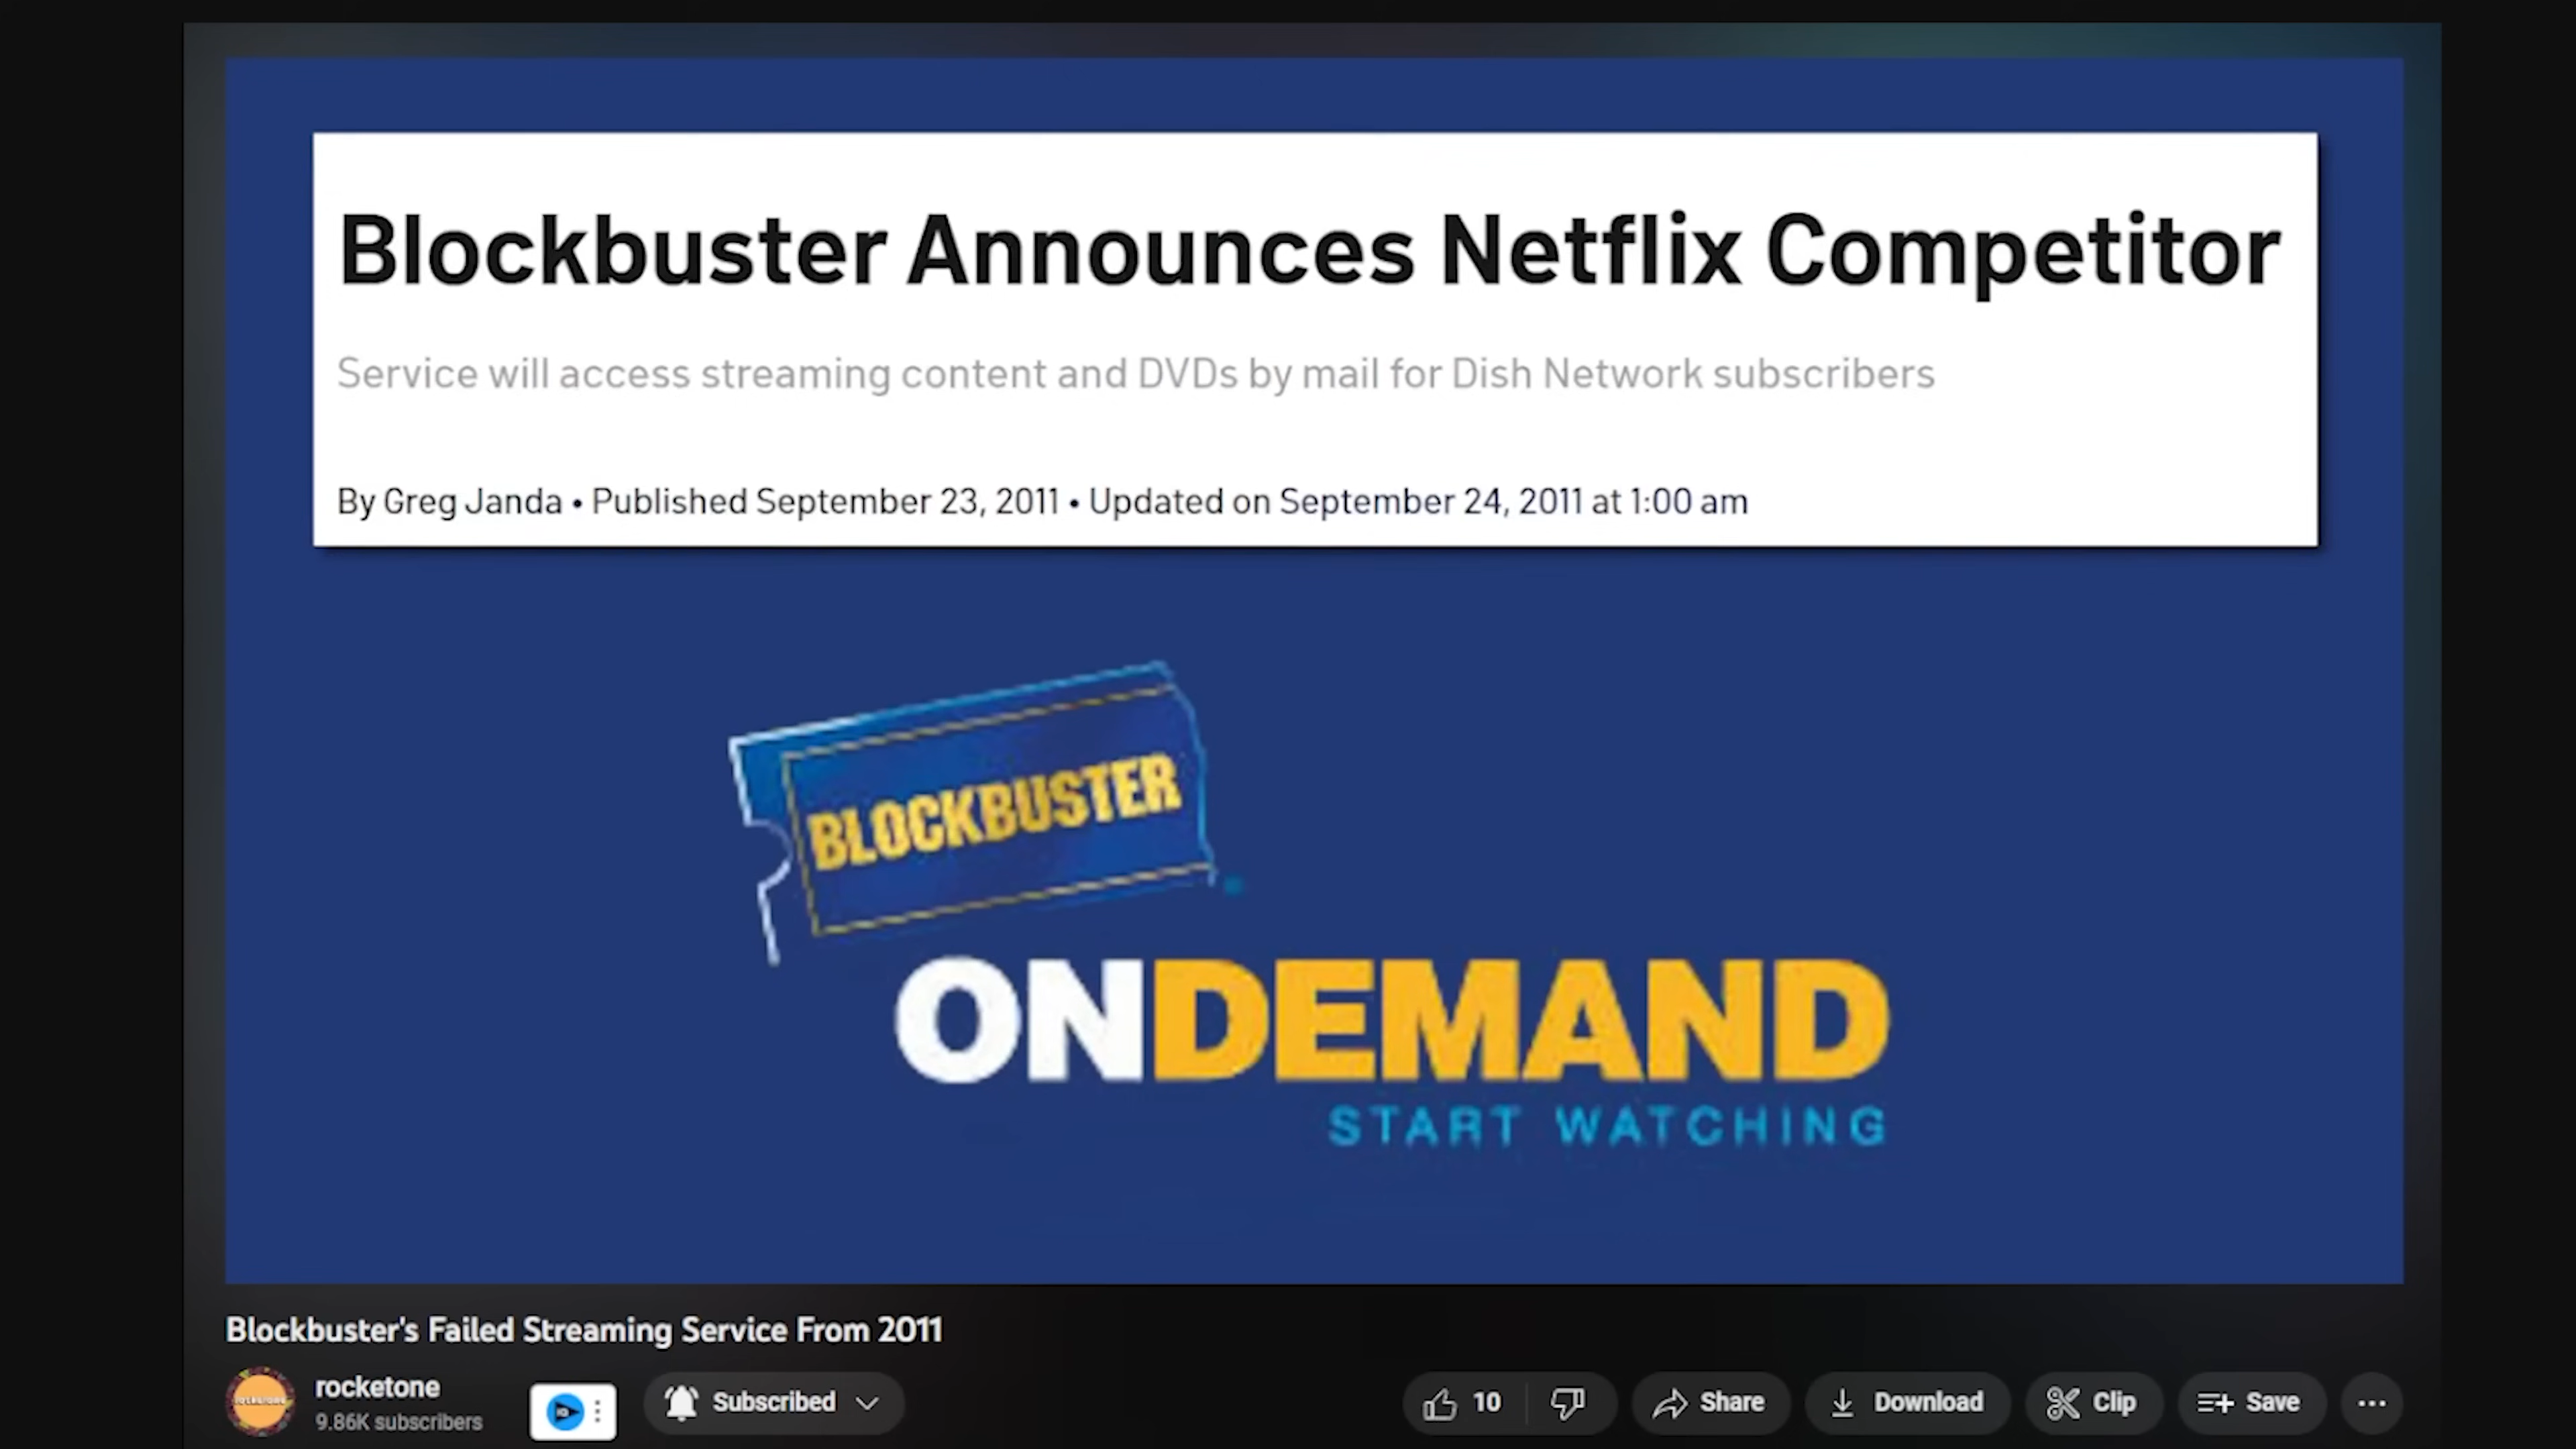 Blockbuster Announces Netflix Competitor
Service will access streaming content and DVDs by mail for Dish Network subscribers
By Greg Janda • Published September 23, 2011 • Updated on September 24, 2011 at 1:00 am
BLOCKBUSTER
ONDEMAND
START WATCHING
Blockbuster's Failed Streaming Service From 2011
rocketone
9.86K subscribers
Subscribed
10
Share
Download
Clip
Save